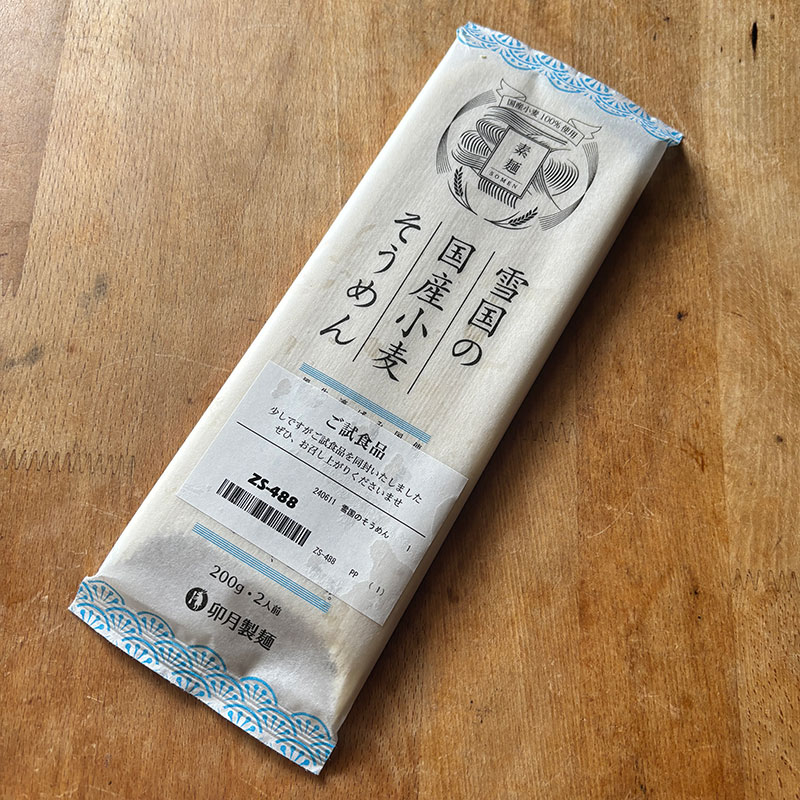 国産小麦100%使用
素麺
SOMEN
雪国の
国産小麦
そうめん
ご試食品
少しですがご試食品を同封いたしました
ぜひ、お召し上がりくださいませ
240611 雪国のそうめん 1
ZS-488
ZS-488 PP (1)
200g・2人前
卯月製麺